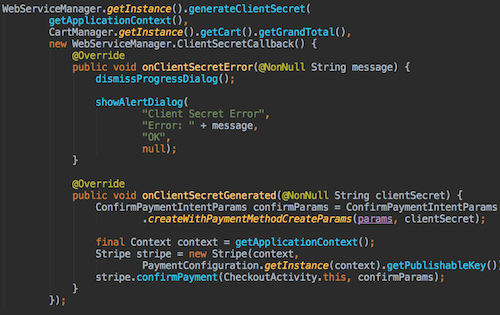 WebServiceManager.getInstance().generateClientSecret(
getApplicationContext(),
CartManager.getInstance().getCart().getGrandTotal(),
new WebServiceManager.ClientSecretCallback() {
@Override
public void onClientSecretError(@NonNull String message) {
dismissProgressDialog();
showAlertDialog(
"Client Secret Error",
"Error: " + message,
"OK",
null);
}
@Override
public void onClientSecretGenerated(@NonNull String clientSecret) {
ConfirmPaymentIntentParams confirmParams = ConfirmPaymentIntentParams
.createWithPaymentMethodCreateParams(params, clientSecret);
final Context context = getApplicationContext();
Stripe stripe = new Stripe(context,
PaymentConfiguration.getInstance(context).getPublishableKey())
stripe.confirmPayment(CheckoutActivity.this, confirmParams);
}
});